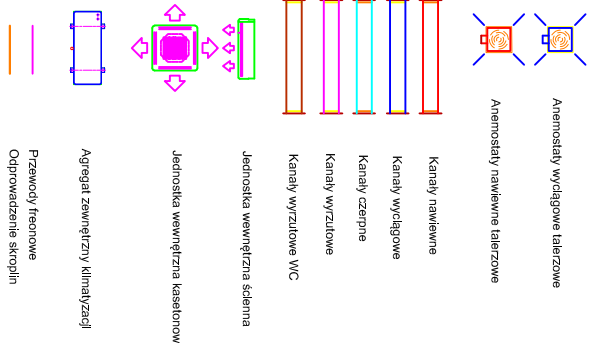 Anemostaty wyciągowe talerzowe
Anemostaty nawiewne talerzowe
Kanały nawiewne
Kanały wyciągowe
Kanały czerpne
Kanały wyrzutowe
Kanały wyrzutowe WC
Jednostka wewnętrzna ścienna
Jednostka wewnętrzna kasetonow
Agregat zewnętrzny klimatyzacji
Przewody freonowe
Odprowadzenie skroplin